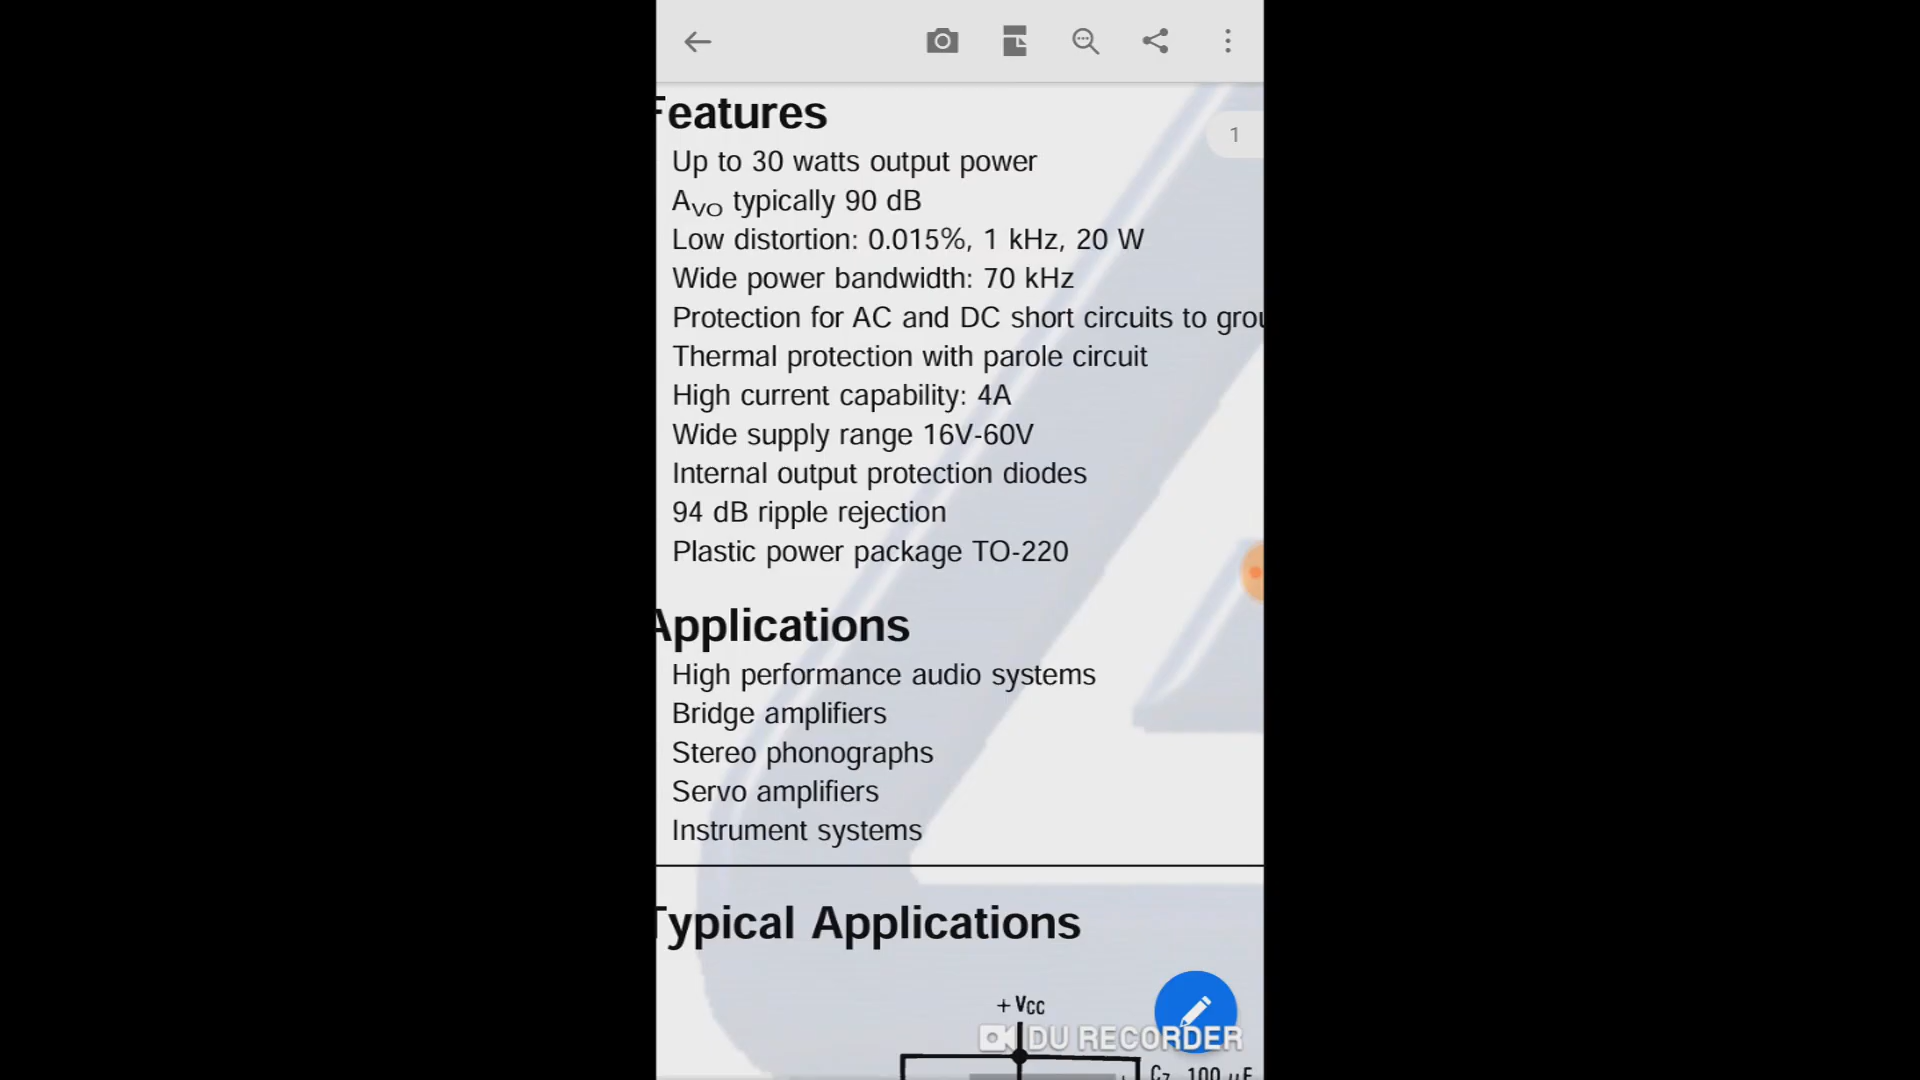 Features
1
Up to 30 watts output power
AVO typically 90 dB
Low distortion: 0.015%, 1 kHz, 20 W
Wide power bandwidth: 70 kHz
Protection for AC and DC short circuits to grou
Thermal protection with parole circuit
High current capability: 4A
Wide supply range 16V-60V
Internal output protection diodes
94 dB ripple rejection
Plastic power package TO-220
Applications
High performance audio systems
Bridge amplifiers
Stereo phonographs
Servo amplifiers
Instrument systems
Typical Applications
+VCC
DU RECORDER
C7 100 µF